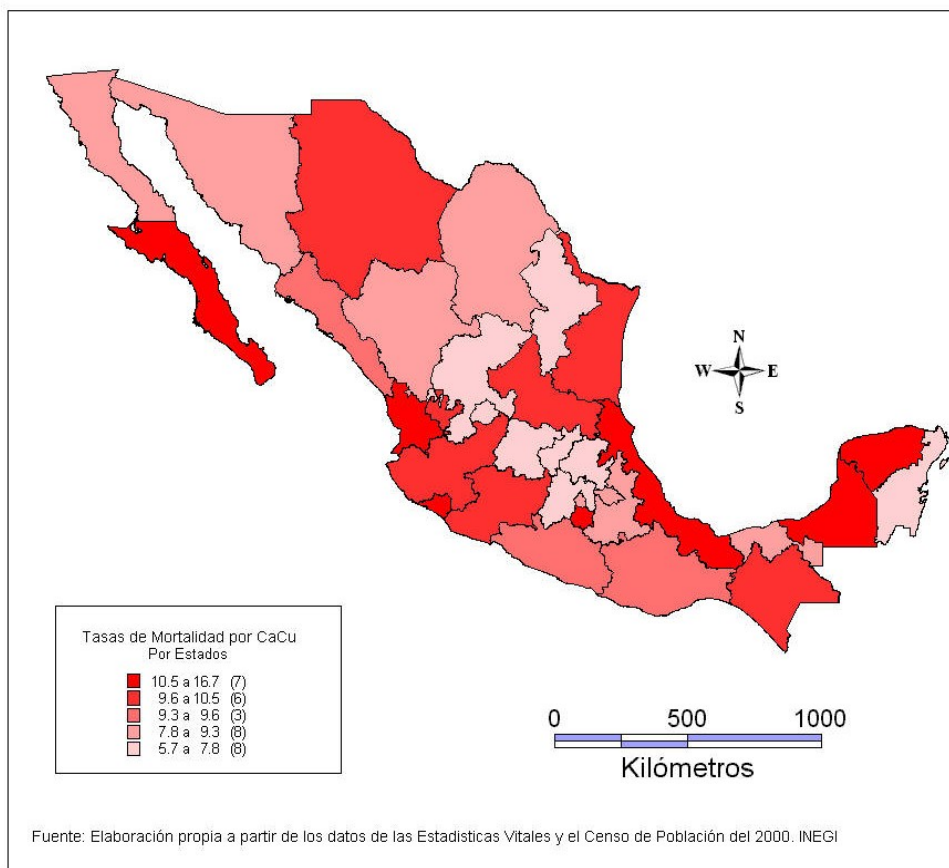 N
W E
S
Tasas de Mortalidad por CaCu
Por Estados
10.5 a 16.7 (7)
9.6 a 10.5 (6)
9.3 a 9.6 (3)
7.8 a 9.3 (8)
5.7 a 7.8 (8)
0 500 1000
Kilómetros
Fuente: Elaboración propia a partir de los datos de las Estadisticas Vitales y el Censo de Población del 2000. INEGI